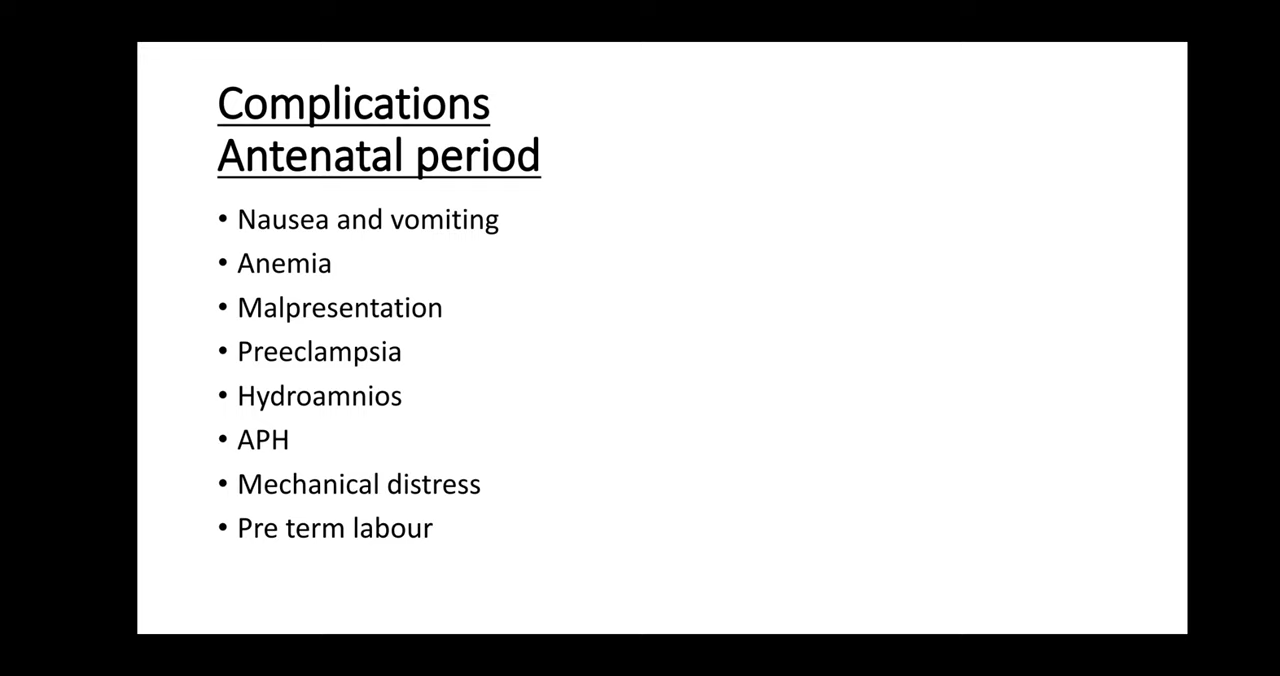 Complications
Antenatal period
• Nausea and vomiting
• Anemia
• Malpresentation
• Preeclampsia
• Hydroamnios
• APH
• Mechanical distress
• Pre term labour